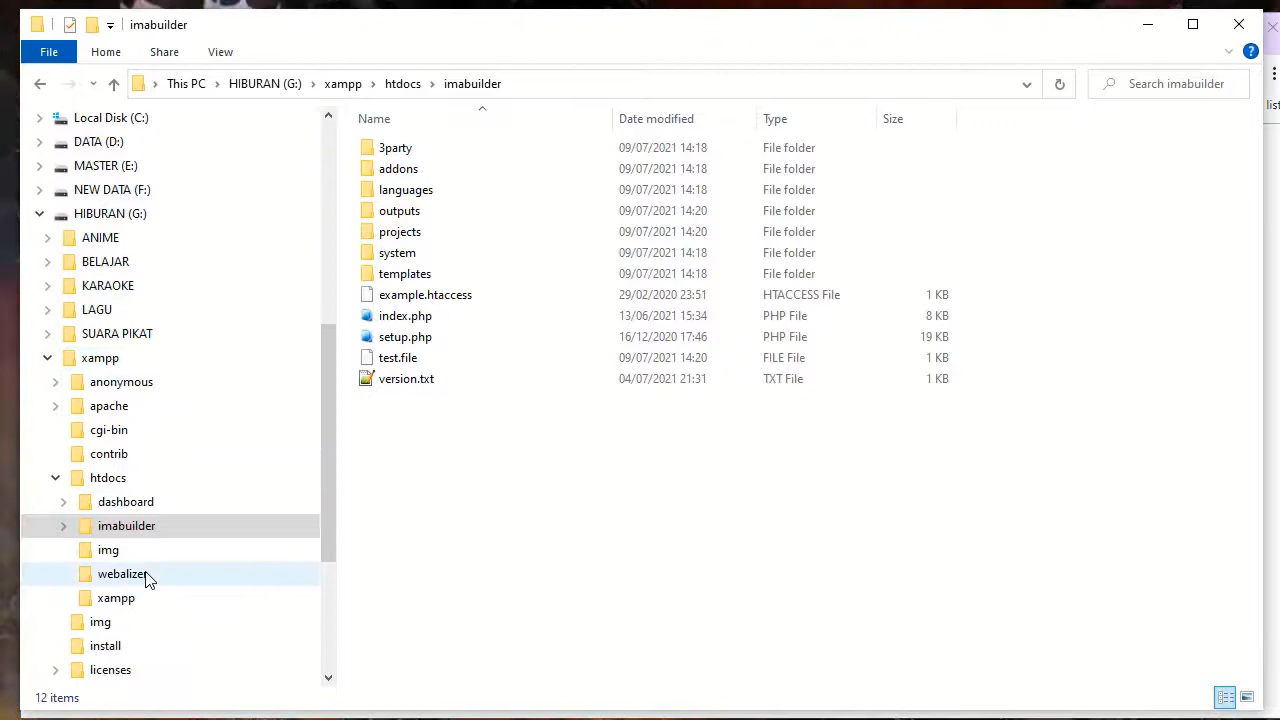 imabuilder
File Home Share View
This PC HIBURAN (G:) xampp htdocs imabuilder Search imabuilder
list
Local Disk (C:)
DATA (D:)
MASTER (E:)
NEW DATA (F:)
HIBURAN (G:)
ANIME
BELAJAR
KARAOKE
LAGU
SUARA PIKAT
xampp
anonymous
apache
cgi-bin
contrib
htdocs
dashboard
imabuilder
img
webalizer
xampp
img
install
licenses
Name Date modified Type Size
3party 09/07/2021 14:18 File folder
addons 09/07/2021 14:18 File folder
languages 09/07/2021 14:18 File folder
outputs 09/07/2021 14:20 File folder
projects 09/07/2021 14:20 File folder
system 09/07/2021 14:18 File folder
templates 09/07/2021 14:18 File folder
example.htaccess 29/02/2020 23:51 HTACCESS File 1 KB
index.php 13/06/2021 15:34 PHP File 8 KB
setup.php 16/12/2020 17:46 PHP File 19 KB
test.file 09/07/2021 14:20 FILE File 1 KB
version.txt 04/07/2021 21:31 TXT File 1 KB
12 items